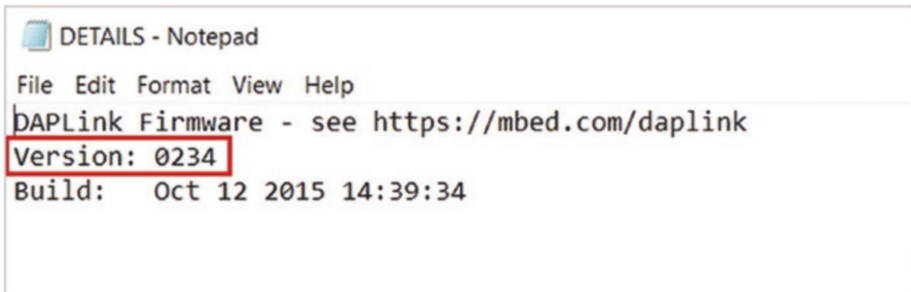 DETAILS - Notepad
File Edit Format View Help
DAPLink Firmware - see https://mbed.com/daplink
Version: 0234
Build:   Oct 12 2015 14:39:34